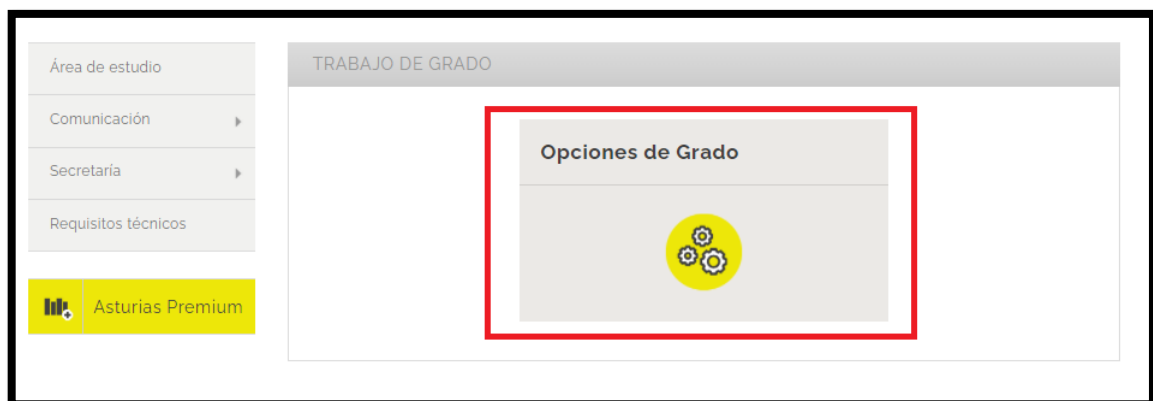 Área de estudio
Comunicación
Secretaría
Requisitos técnicos
Asturias Premium
TRABAJO DE GRADO
Opciones de Grado